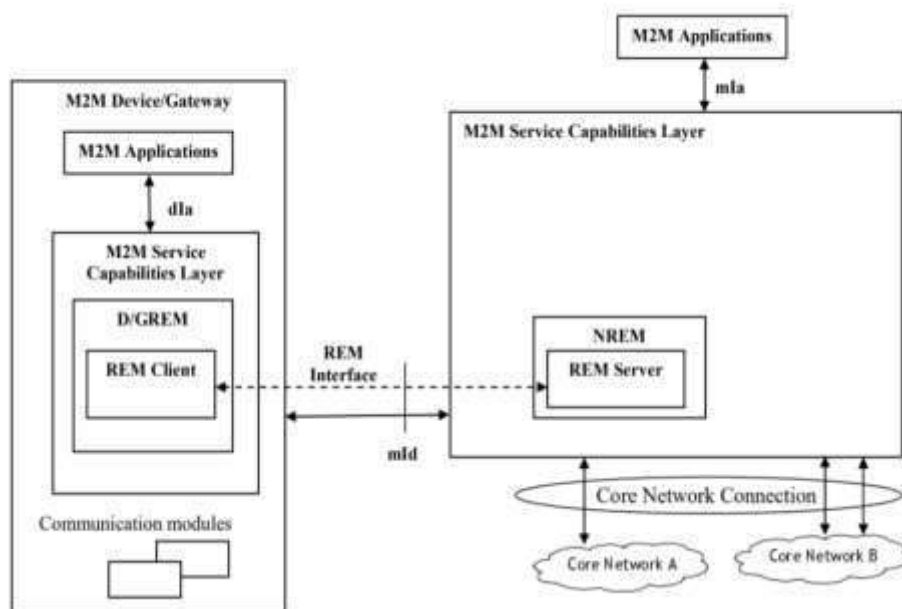 M2M Applications
mIa
M2M Device/Gateway
M2M Applications
dIa
M2M Service
Capabilities Layer
D/GREM
REM Client
Communication modules
REM
Interface
mId
M2M Service Capabilities Layer
NREM
REM Server
Core Network Connection
Core Network A
Core Network B